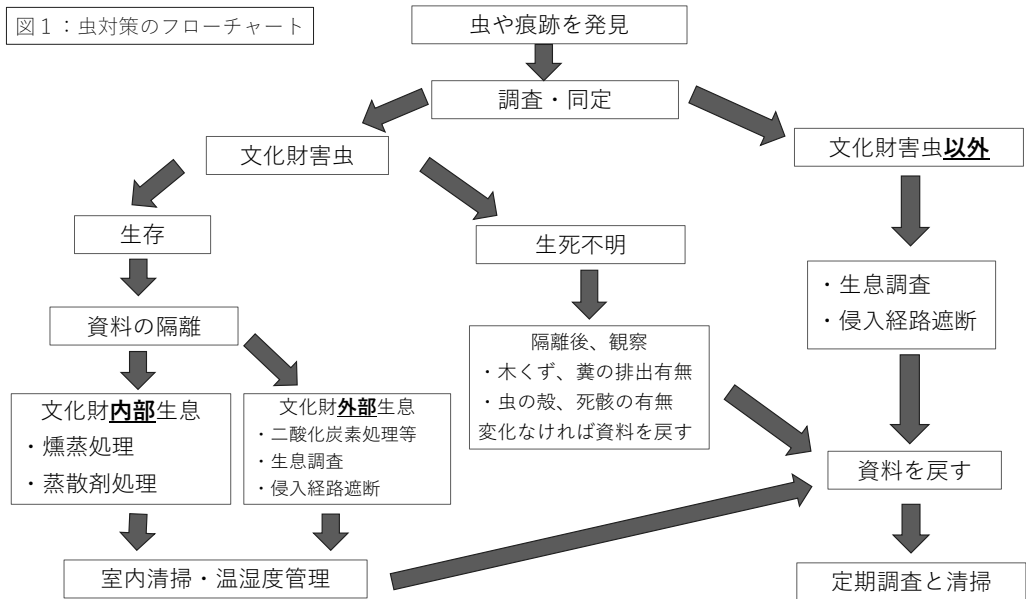 図１：虫対策のフローチャート
虫や痕跡を発見
調査・同定
文化財害虫
文化財害虫以外
生存
生死不明
・生息調査
・侵入経路遮断
資料の隔離
隔離後、観察
・木くず、糞の排出有無
・虫の殻、死骸の有無
変化なければ資料を戻す
文化財内部生息
・燻蒸処理
・蒸散剤処理
文化財外部生息
・二酸化炭素処理等
・生息調査
・侵入経路遮断
資料を戻す
室内清掃・温湿度管理
定期調査と清掃